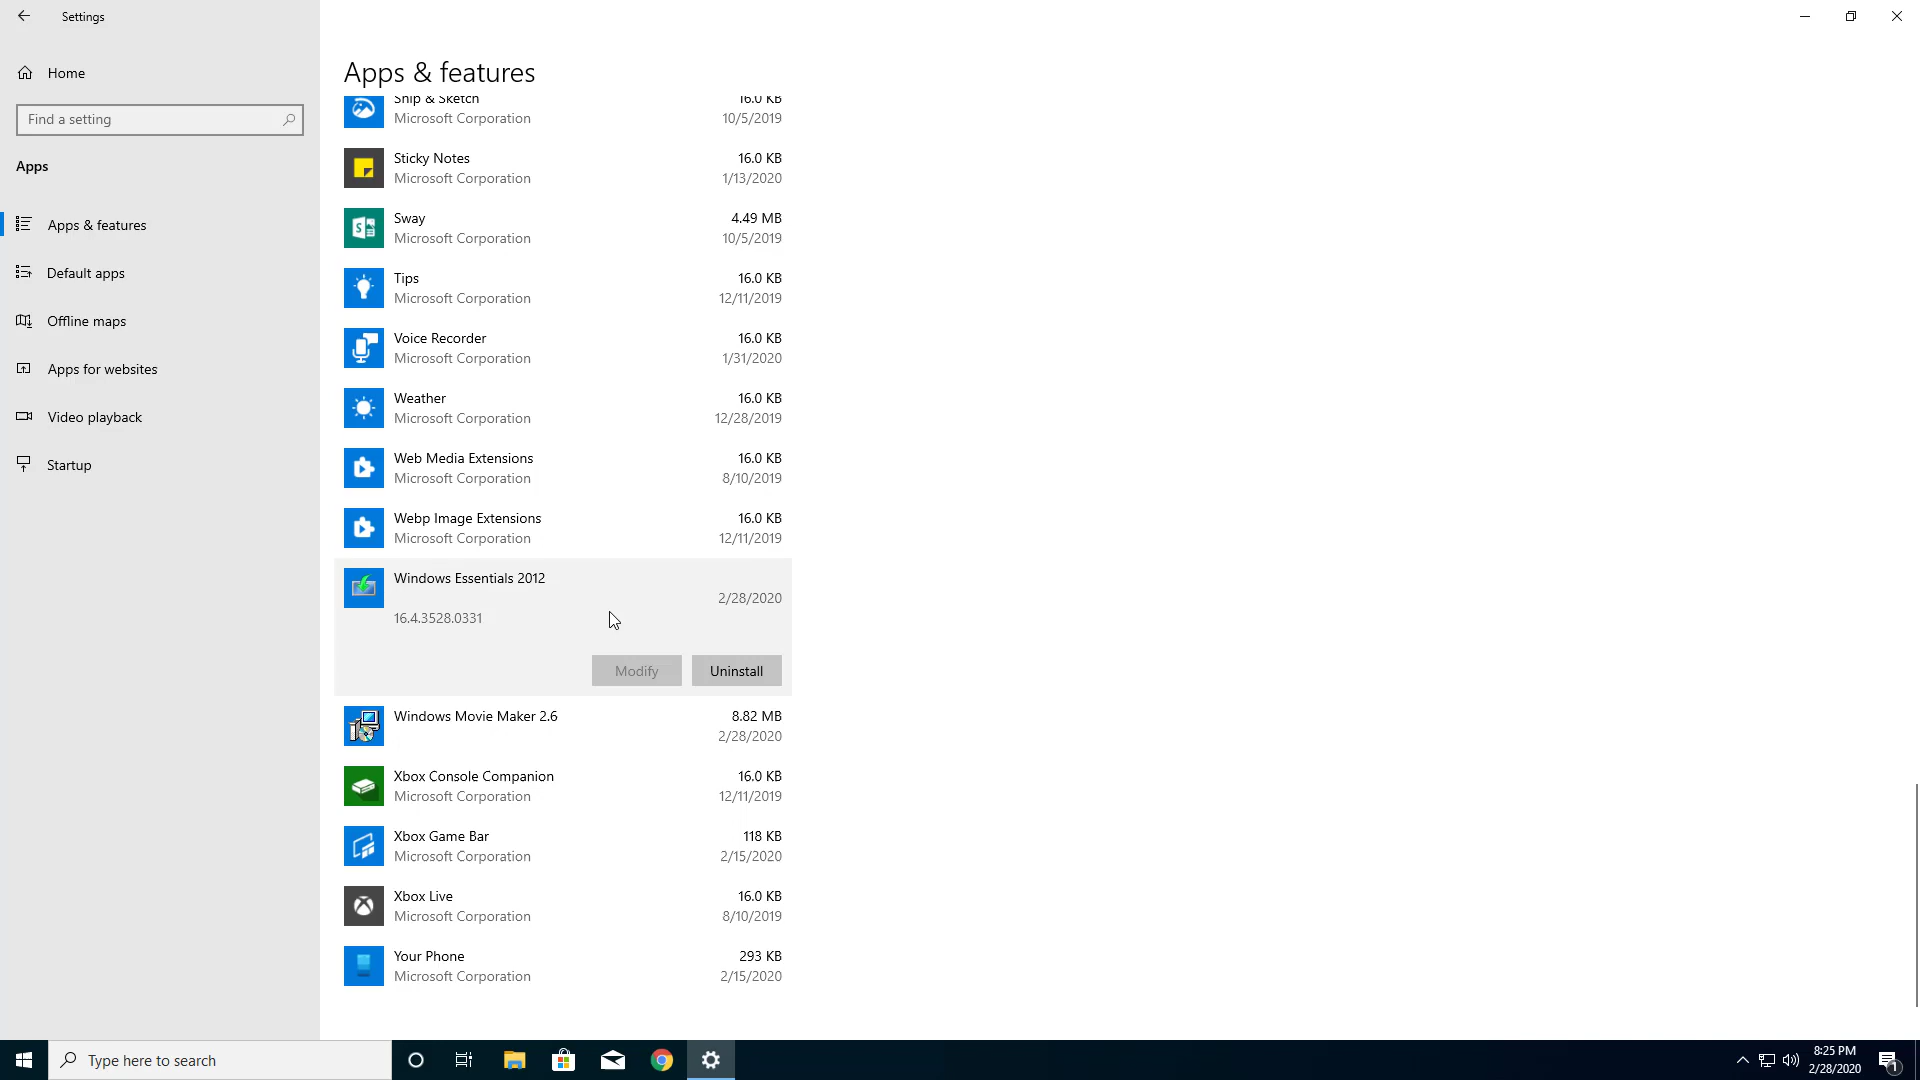 Settings
Home
Find a setting
Apps
Apps & features
Default apps
Offline maps
Apps for websites
Video playback
Startup
Apps & features
Snip & Sketch 16.0 KB
Microsoft Corporation 10/5/2019
Sticky Notes 16.0 KB
Microsoft Corporation 1/13/2020
Sway 4.49 MB
Microsoft Corporation 10/5/2019
Tips 16.0 KB
Microsoft Corporation 12/11/2019
Voice Recorder 16.0 KB
Microsoft Corporation 1/31/2020
Weather 16.0 KB
Microsoft Corporation 12/28/2019
Web Media Extensions 16.0 KB
Microsoft Corporation 8/10/2019
Webp Image Extensions 16.0 KB
Microsoft Corporation 12/11/2019
Windows Essentials 2012
2/28/2020
16.4.3528.0331
Modify Uninstall
Windows Movie Maker 2.6 8.82 MB
2/28/2020
Xbox Console Companion 16.0 KB
Microsoft Corporation 12/11/2019
Xbox Game Bar 118 KB
Microsoft Corporation 2/15/2020
Xbox Live 16.0 KB
Microsoft Corporation 8/10/2019
Your Phone 293 KB
Microsoft Corporation 2/15/2020
Type here to search
8:25 PM
2/28/2020
1